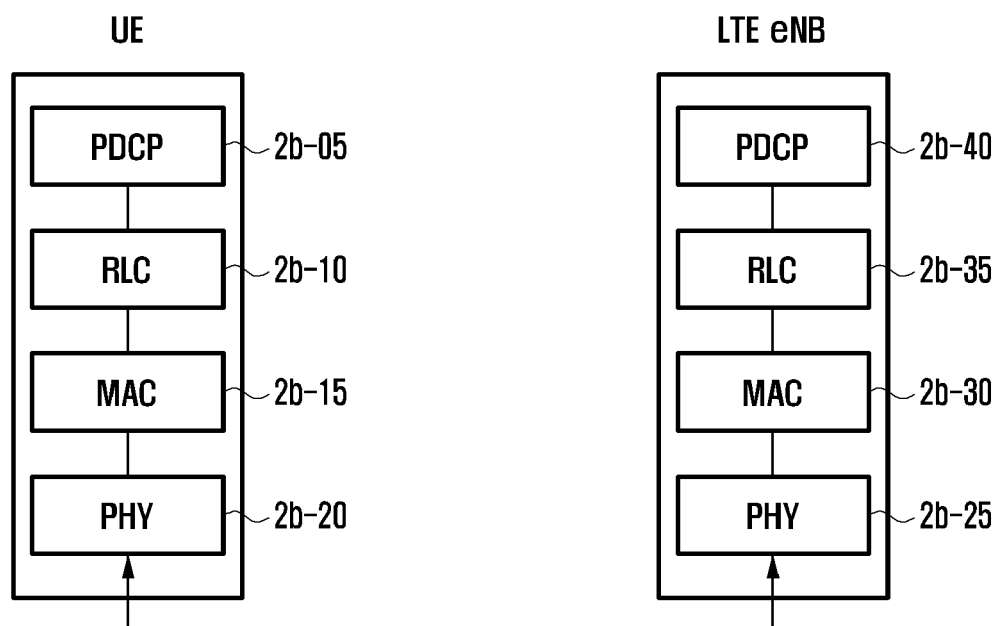 UE
LTE eNB
PDCP 2b-05
PDCP 2b-40
RLC 2b-10
RLC 2b-35
MAC 2b-15
MAC 2b-30
PHY 2b-20
PHY 2b-25